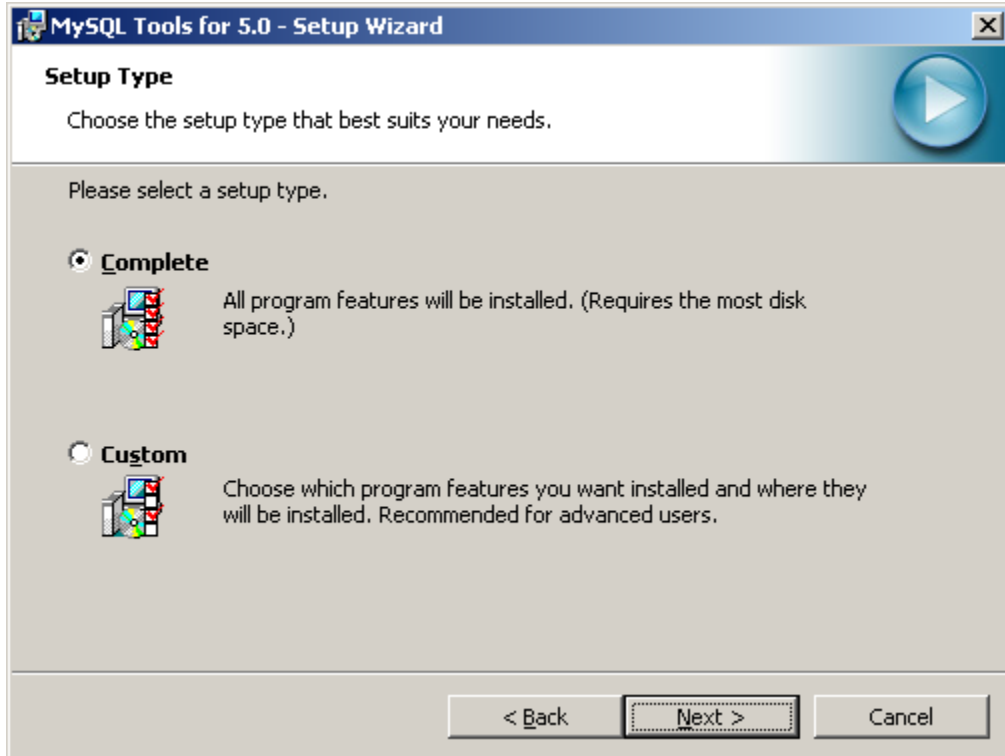 MySQL Tools for 5.0 - Setup Wizard
Setup Type
Choose the setup type that best suits your needs.
Please select a setup type.
Complete
All program features will be installed. (Requires the most disk
space.)
Custom
Choose which program features you want installed and where they
will be installed. Recommended for advanced users.
< Back
Next >
Cancel